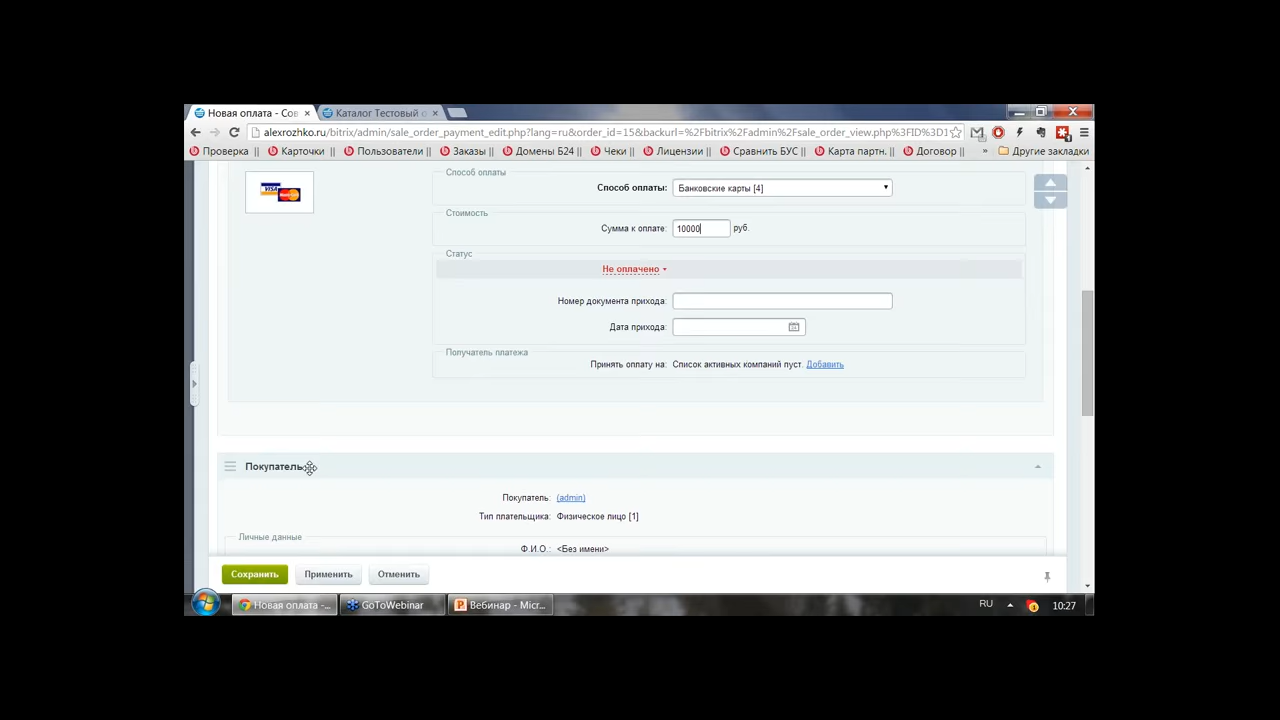 Новая оплата - Сов
Каталог Тестовый о
alexrozhko.ru/bitrix/admin/sale_order_payment_edit.php?lang=ru&order_id=15&backurl=%2Fbitrix%2Fadmin%2Fsale_order_view.php%3FID%3D1
Проверка || Карточки || Пользователи || Заказы || Домены Б24 || Чеки || Лицензии || Сравнить БУС || Карта партн. || Договор || » Другие закладки
Способ оплаты
VISA
Способ оплаты: Банковские карты [4]
Стоимость
Сумма к оплате: 10000 руб.
Статус
Не оплачено
Номер документа прихода:
Дата прихода:
Получатель платежа
Принять оплату на: Список активных компаний пуст. Добавить
Покупатель
Покупатель: (admin)
Тип плательщика: Физическое лицо [1]
Личные данные
Ф.И.О.: <Без имени>
Сохранить Применить Отменить
Новая оплата -... GoToWebinar Вебинар - Micr... RU 10:27